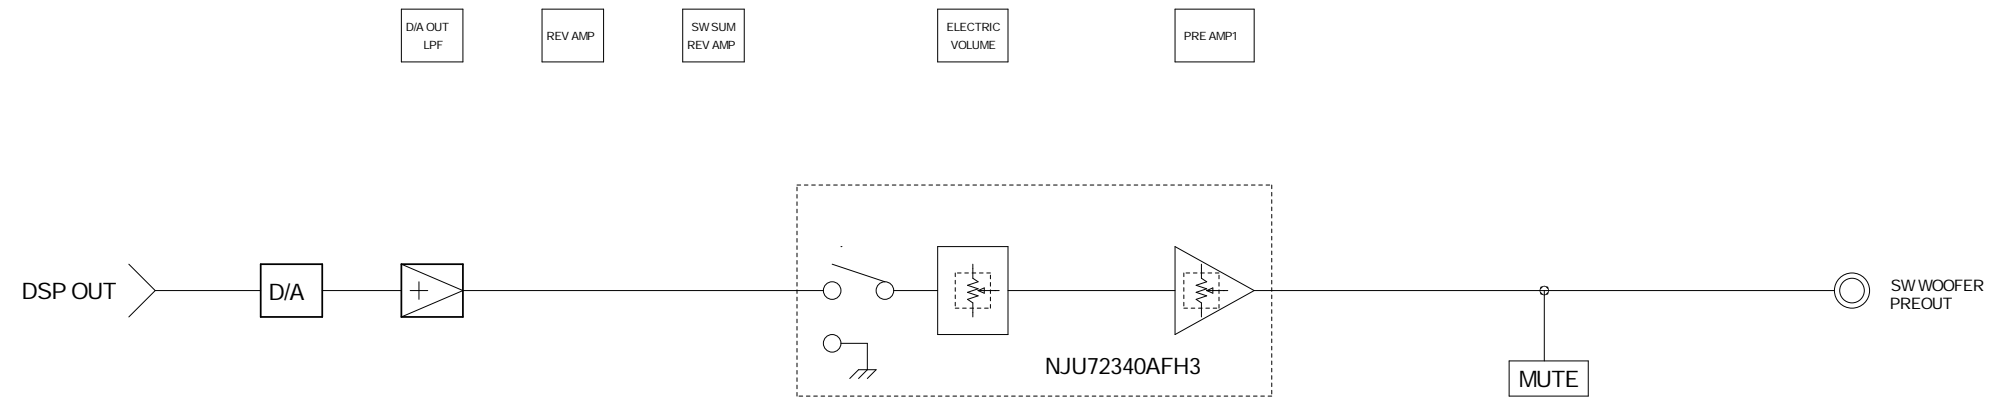 D/A OUT
LPF
REV AMP
SW SUM
REV AMP
ELECTRIC
VOLUME
PRE AMP1
DSP OUT
D/A
NJU72340AFH3
MUTE
SW WOOFER
PREOUT